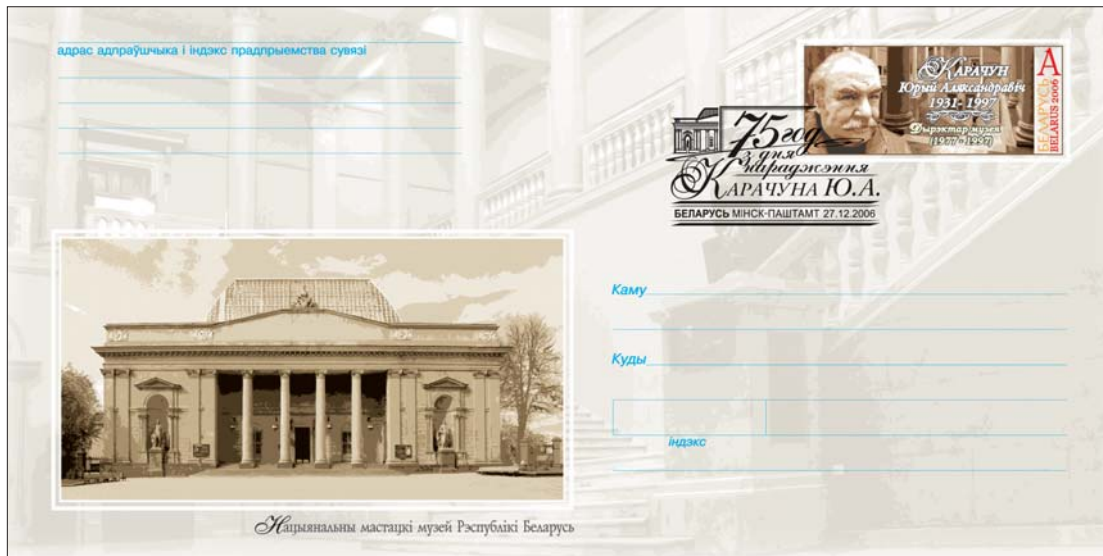 адрас адпраўшчыка і індэкс прадпрыемства сувязі
КАРАЧУН
Юрый Аляксандравіч
1931-1997
Дырэктар музея
(1977-1997)
А
БЕЛАРУСЬ
BELARUS 2006
75 год
з дня
нараджэння
КАРАЧУНА Ю.А.
БЕЛАРУСЬ МІНСК-ПАШТАМТ 27.12.2006
Каму
Куды
індэкс
Нацыянальны мастацкі музей Рэспублікі Беларусь